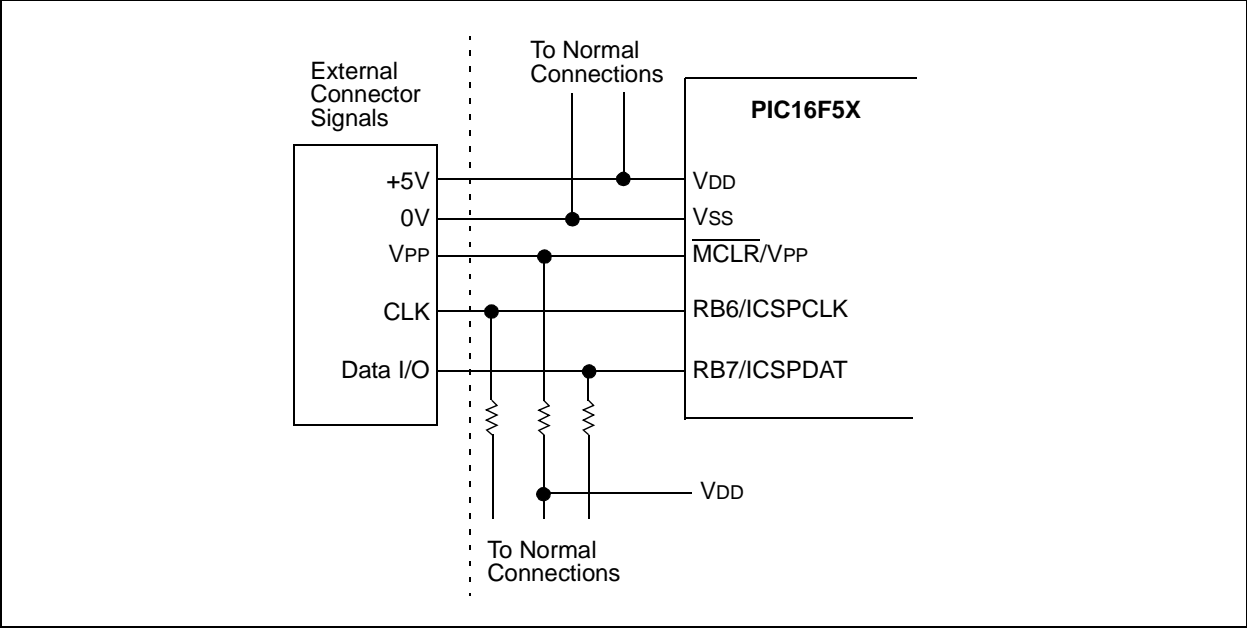 To Normal
Connections
External
Connector
Signals
PIC16F5X
+5V
VDD
0V
VSS
VPP
MCLR/VPP
CLK
RB6/ICSPCLK
Data I/O
RB7/ICSPDAT
VDD
To Normal
Connections